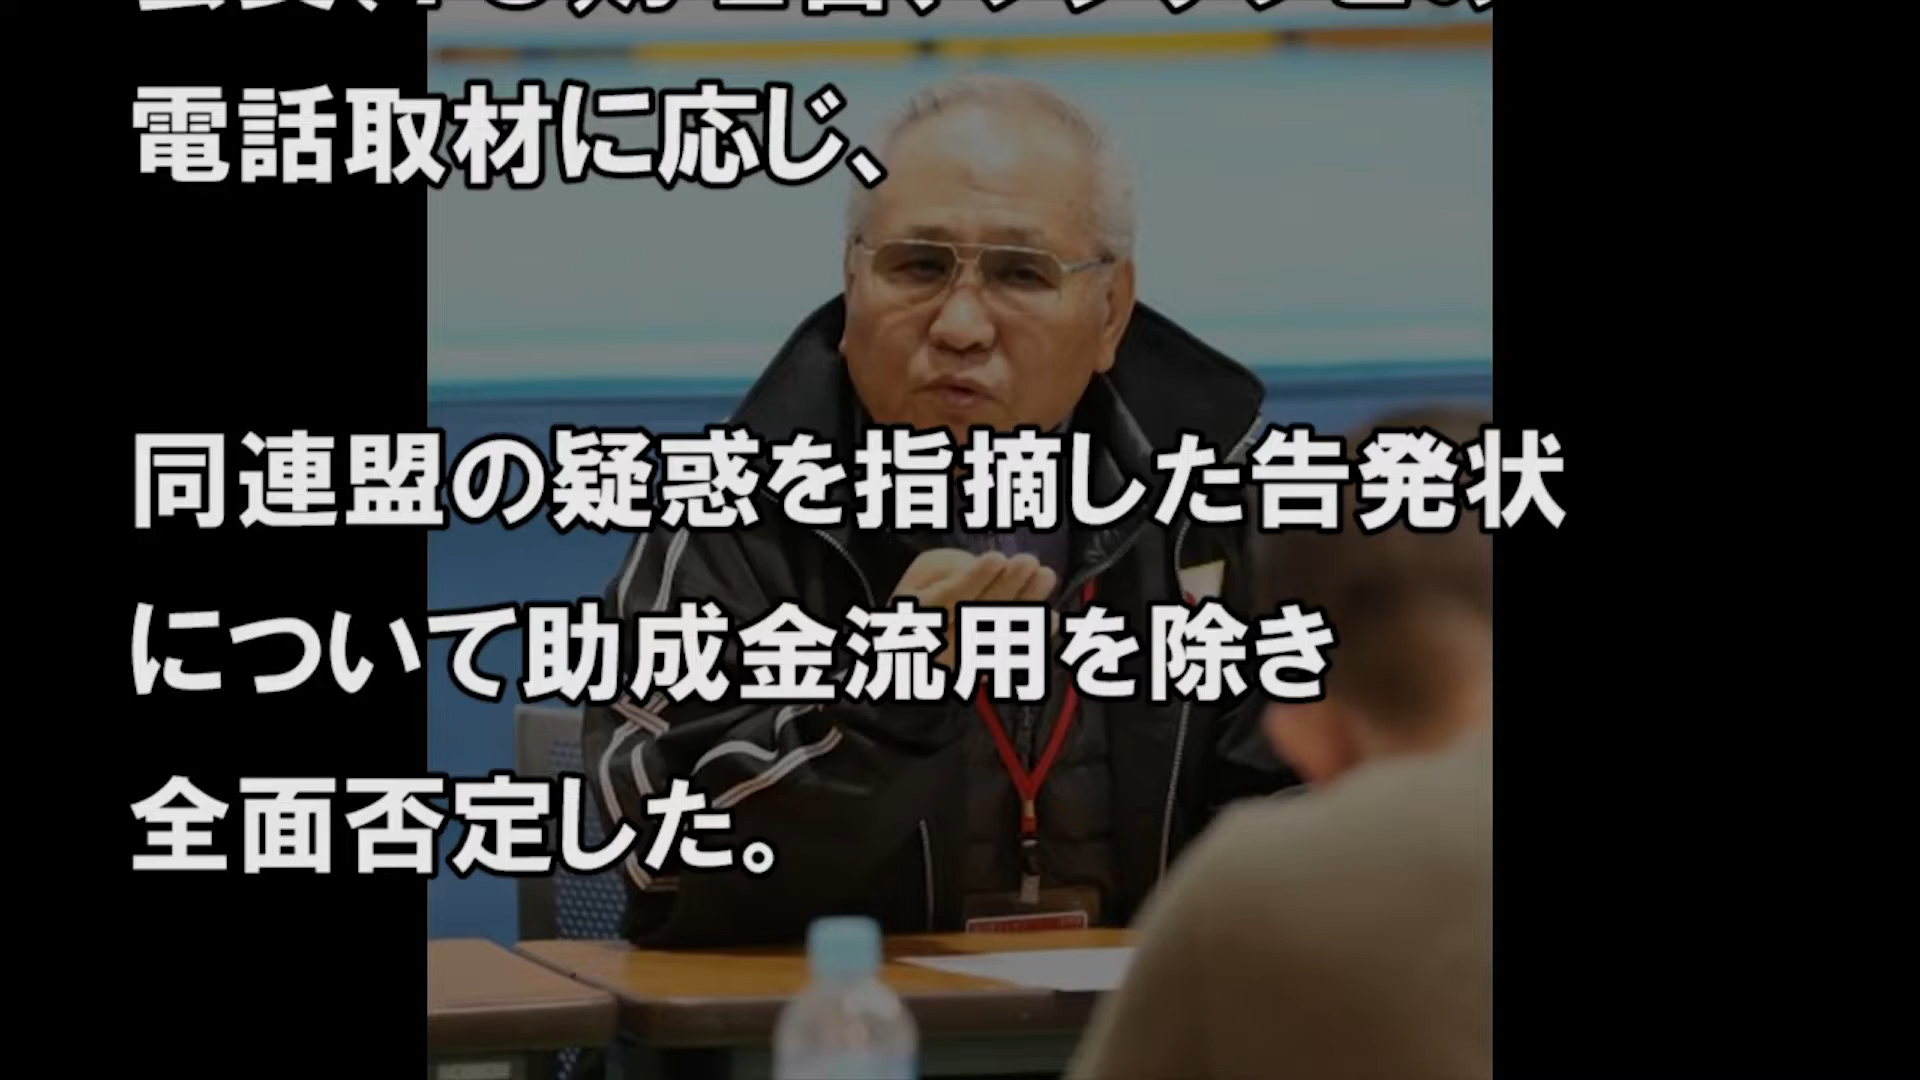 電話取材に応じ、
同連盟の疑惑を指摘した告発状
について助成金流用を除き
全面否定した。